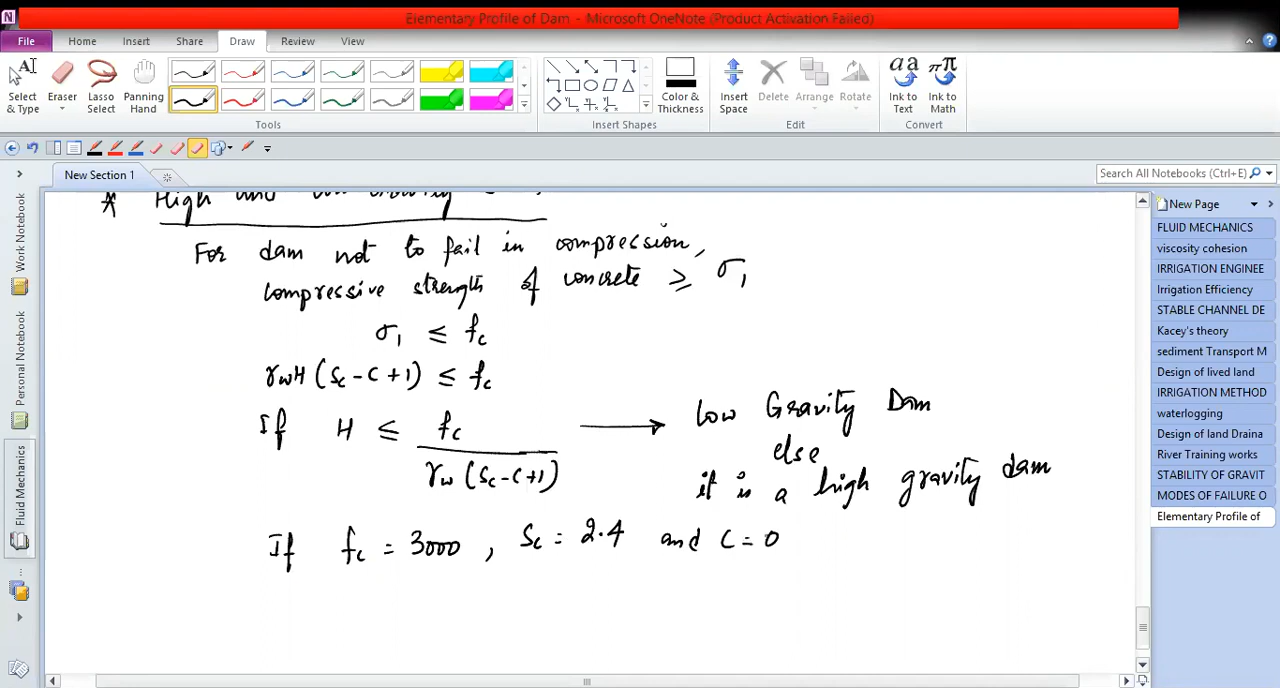 Elementary Profile of Dam - Microsoft OneNote (Product Activation Failed)
File Home Insert Share Draw Review View
Select & Type
Eraser
Lasso Select
Panning Hand
Color & Thickness
Insert Space
Delete
Arrange
Rotate
Ink to Text
Ink to Math
Tools
Insert Shapes
Edit
Convert
New Section 1
Search All Notebooks (Ctrl+E)
Work Notebook
Personal Notebook
Fluid Mechanics
High and
For dam not to fail in compression,
compressive strength of concrete ≥ σ₁
σ₁ ≤ fc
γwH (Sc - C + 1) ≤ fc
If H ≤ fc / γw (Sc - C + 1) → Low Gravity Dam
else
it is a high gravity dam
If fc = 3000, Sc = 2.4 and C = 0
New Page
FLUID MECHANICS
viscosity cohesion
IRRIGATION ENGINEE
Irrigation Efficiency
STABLE CHANNEL DE
Kacey's theory
sediment Transport M
Design of lived land
IRRIGATION METHOD
waterlogging
Design of land Draina
River Training works
STABILITY OF GRAVIT
MODES OF FAILURE O
Elementary Profile of